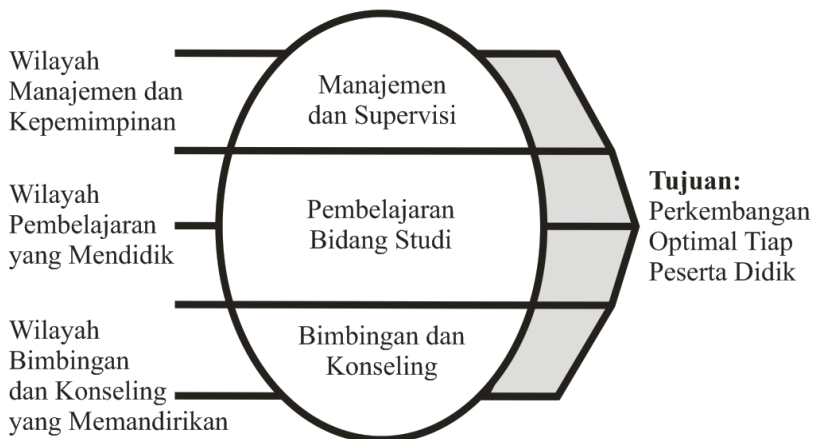 Wilayah
Manajemen dan
Kepemimpinan
Wilayah
Pembelajaran
yang Mendidik
Wilayah
Bimbingan
dan Konseling
yang Memandirikan
Manajemen
dan Supervisi
Pembelajaran
Bidang Studi
Bimbingan dan
Konseling
Tujuan:
Perkembangan
Optimal Tiap
Peserta Didik